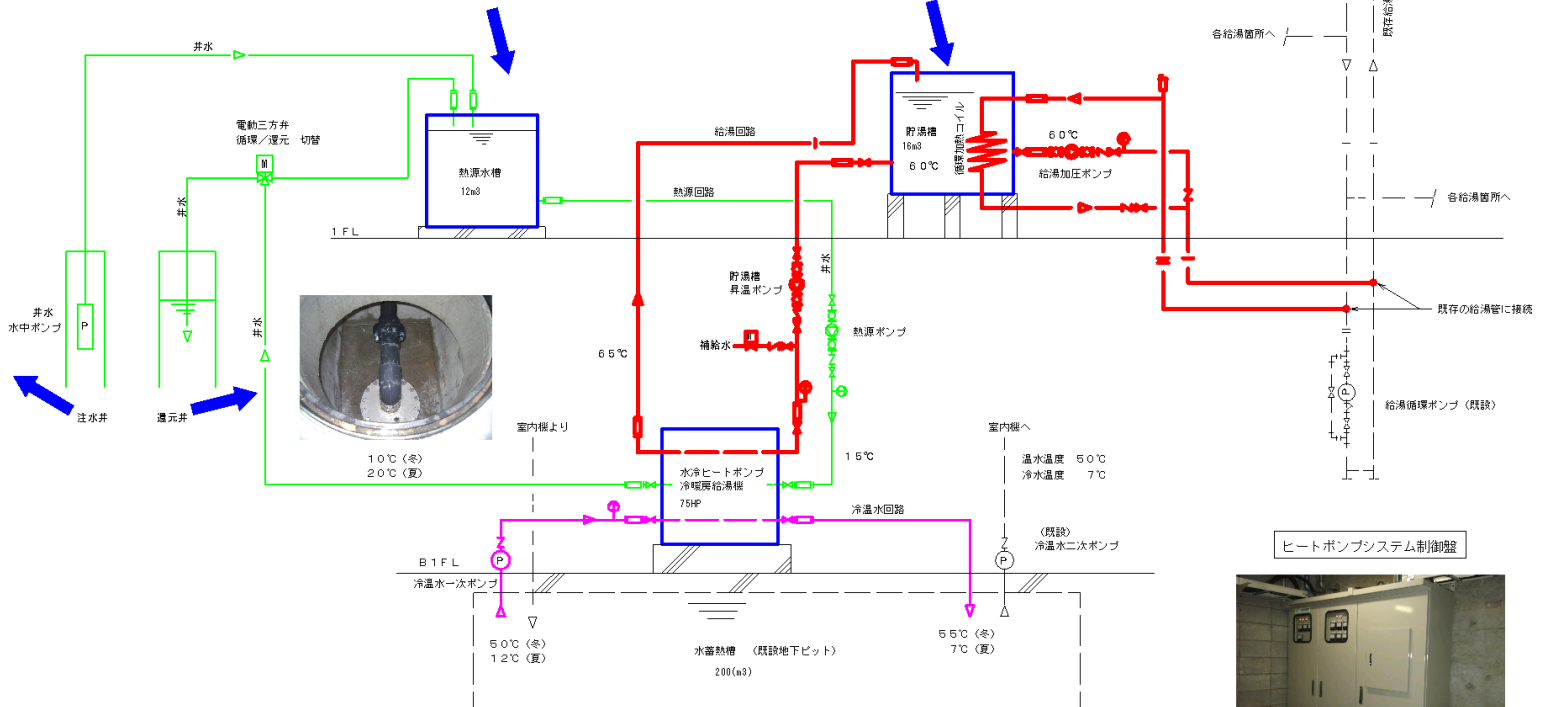 井水
電動三方弁
循環／還元　切替
M
熱源水槽
12m3
熱源回路
給湯回路
貯湯槽
16m3
６０℃
循環加熱コイル
６０℃
給湯加圧ポンプ
各給湯箇所へ
既存給湯
各給湯箇所へ
１ＦＬ
井水
井水
水中ポンプ
P
井水
注水井
還元井
10℃（冬）
20℃（夏）
６５℃
貯湯槽
昇温ポンプ
補給水
M
井水
熱源ポンプ
１５℃
既存の給湯管に接続
P
給湯循環ポンプ（既設）
室内機より
水冷ヒートポンプ
冷暖房給湯機
75HP
室内機へ
温水温度　５０℃
冷水温度　　７℃
冷温水回路
P
（既設）
冷温水二次ポンプ
P
Ｂ１ＦＬ
冷温水一次ポンプ
５０℃（冬）
１２℃（夏）
水蓄熱槽　（既設地下ピット）
200(m3)
５５℃（冬）
７℃（夏）
ヒートポンプシステム制御盤